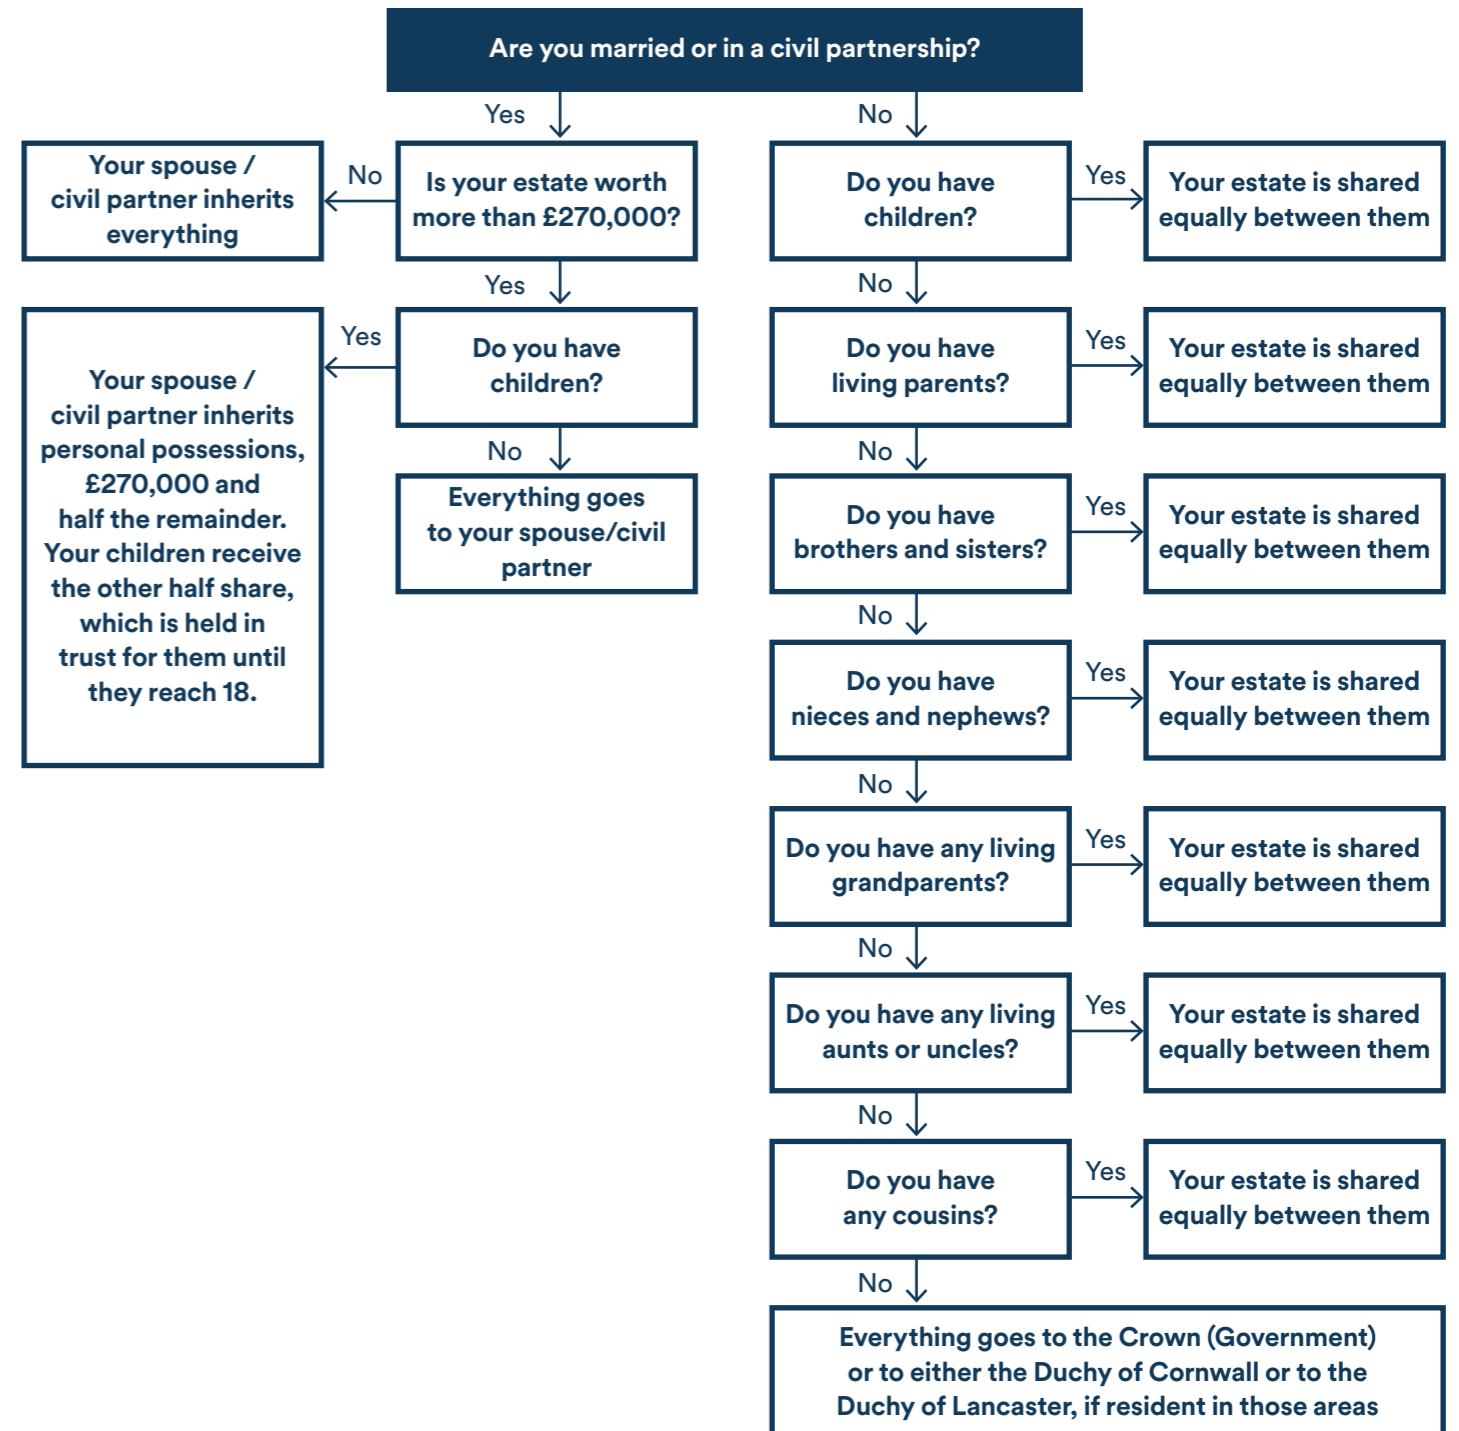 Are you married or in a civil partnership?
Yes
No
Your spouse /
civil partner inherits
everything
No
Is your estate worth
more than £270,000?
Do you have
children?
Yes
Your estate is shared
equally between them
Yes
No
Your spouse /
civil partner inherits
personal possessions,
£270,000 and
half the remainder.
Your children receive
the other half share,
which is held in
trust for them until
they reach 18.
Yes
Do you have
children?
Do you have
living parents?
Yes
Your estate is shared
equally between them
No
No
Everything goes
to your spouse/civil
partner
Do you have
brothers and sisters?
Yes
Your estate is shared
equally between them
No
Do you have
nieces and nephews?
Yes
Your estate is shared
equally between them
No
Do you have any living
grandparents?
Yes
Your estate is shared
equally between them
No
Do you have any living
aunts or uncles?
Yes
Your estate is shared
equally between them
No
Do you have
any cousins?
Yes
Your estate is shared
equally between them
No
Everything goes to the Crown (Government)
or to either the Duchy of Cornwall or to the
Duchy of Lancaster, if resident in those areas